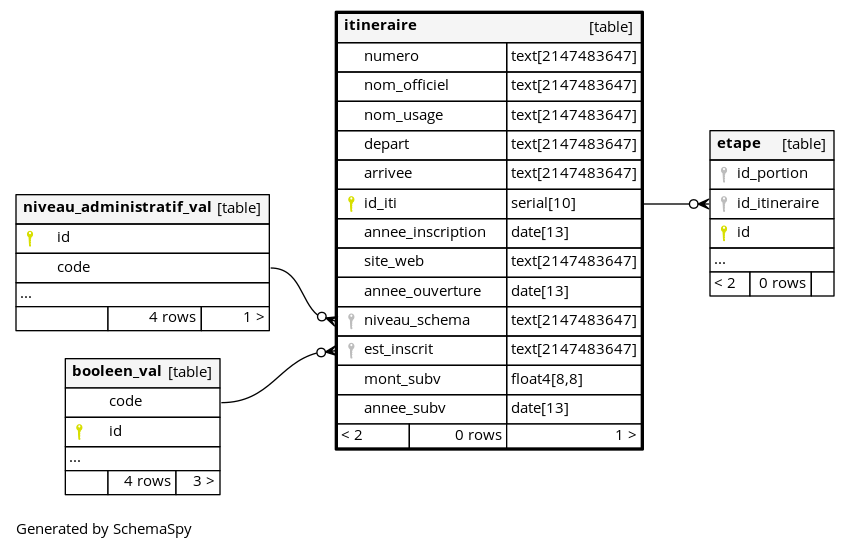 itineraire [table]
numero text[2147483647]
nom_officiel text[2147483647]
nom_usage text[2147483647]
depart text[2147483647]
arrivee text[2147483647]
id_iti serial[10]
annee_inscription date[13]
site_web text[2147483647]
annee_ouverture date[13]
niveau_schema text[2147483647]
est_inscrit text[2147483647]
mont_subv float4[8,8]
annee_subv date[13]
< 2 0 rows 1 >
niveau_administratif_val [table]
id
code
...
4 rows 1 >
booleen_val [table]
code
id
...
4 rows 3 >
etape [table]
id_portion
id_itineraire
id
...
< 2 0 rows
Generated by SchemaSpy